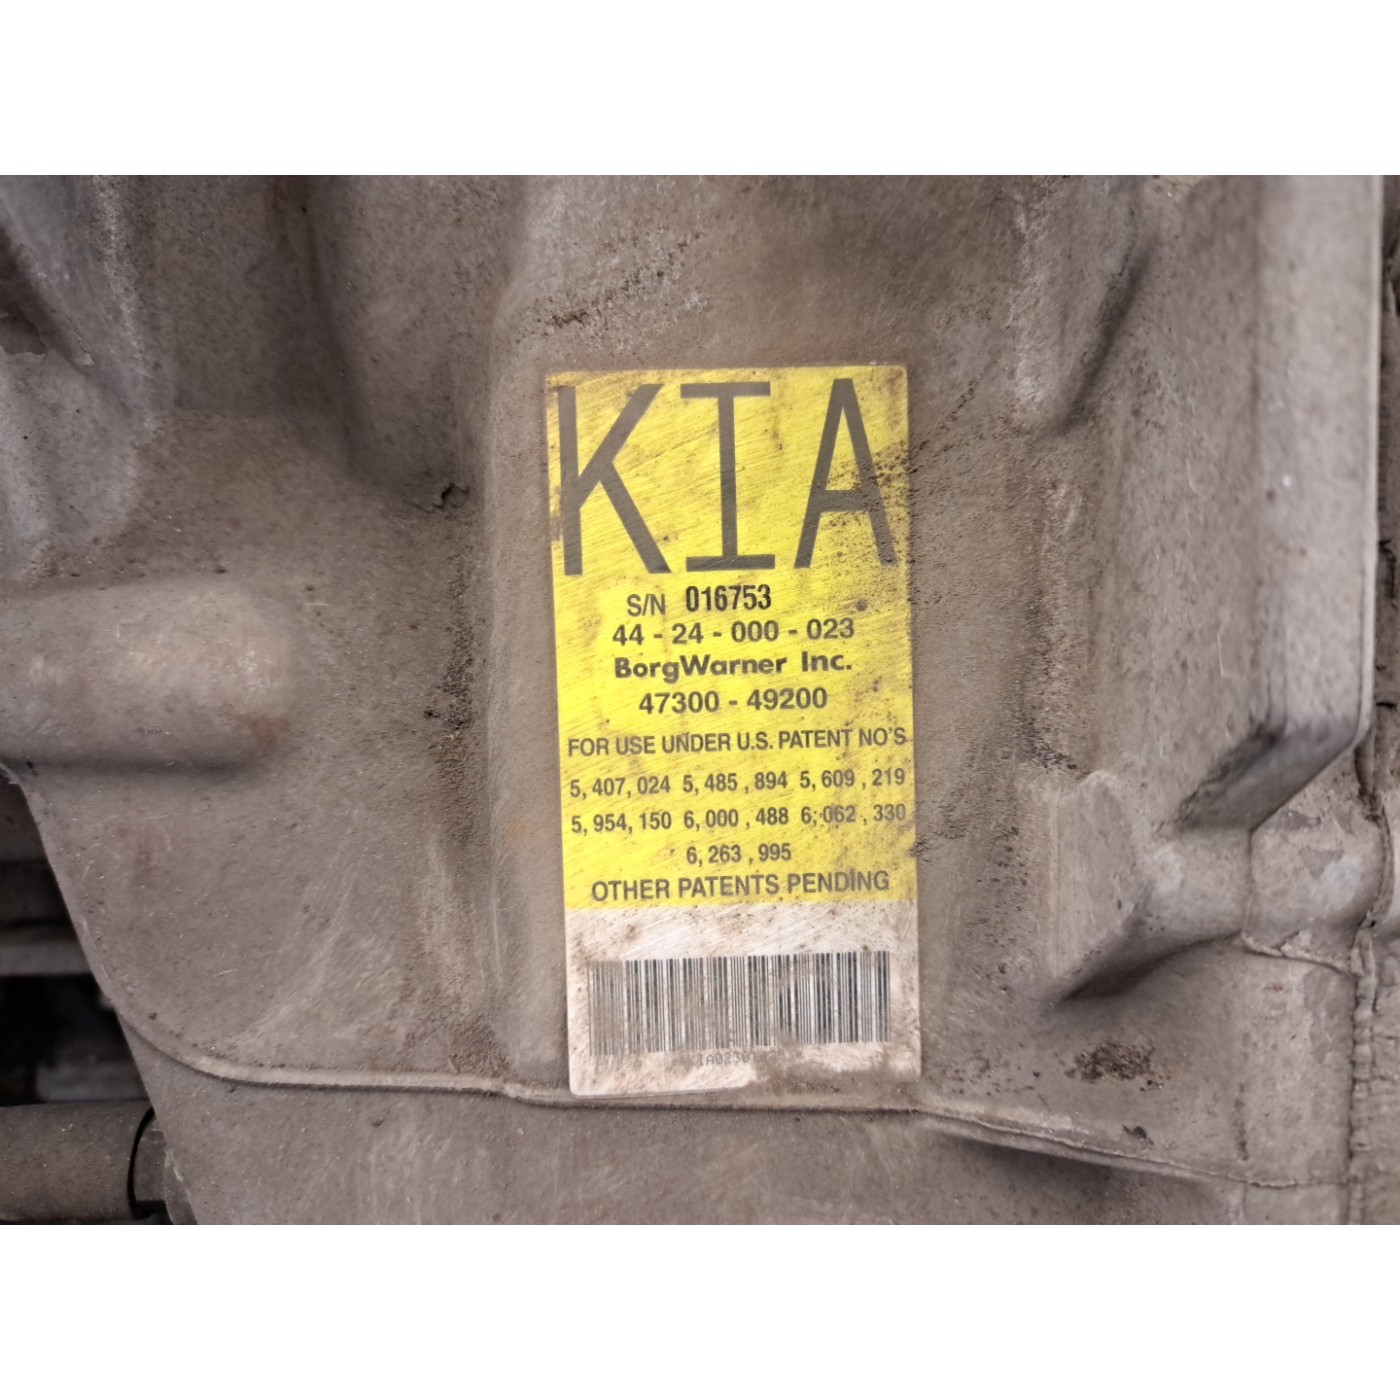 KIA
S/N 016753
44 - 24 - 000 - 023
BorgWarner Inc.
47300 - 49200
FOR USE UNDER U.S. PATENT NO'S
5, 407, 024 5, 485, 894 5, 609, 219
5, 954, 150 6, 000, 488 6, 062, 330
6, 263, 995
OTHER PATENTS PENDING